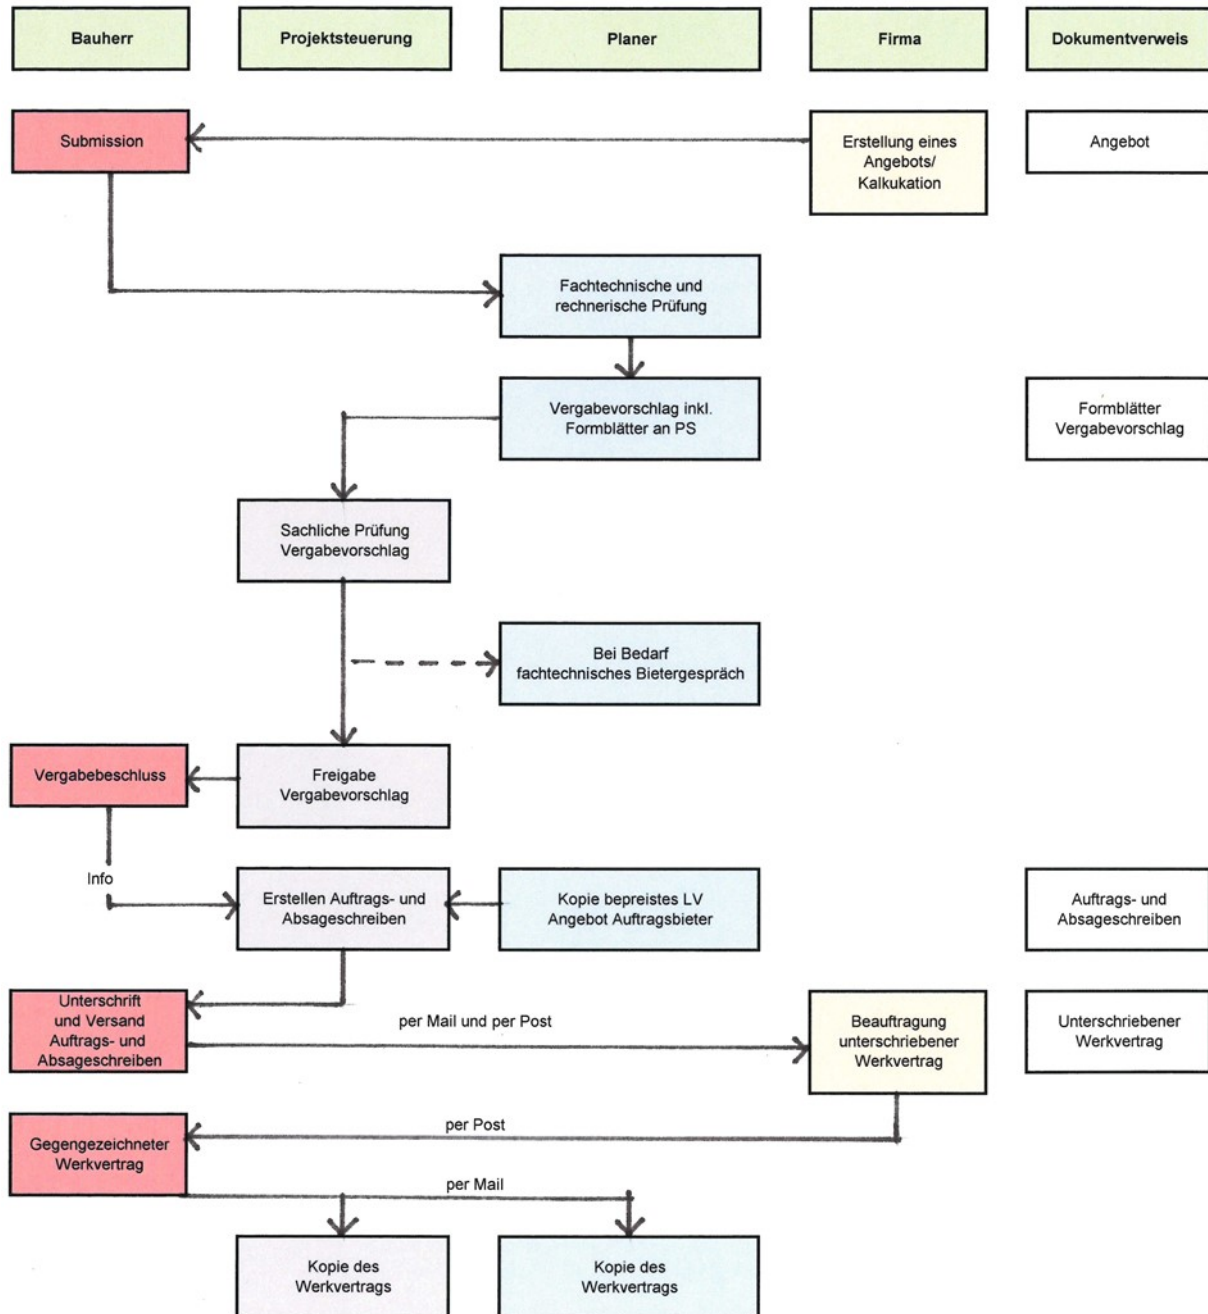 Bauherr
Projektsteuerung
Planer
Firma
Dokumentverweis
Submission
Erstellung eines
Angebots/
Kalkukation
Angebot
Fachtechnische und
rechnerische Prüfung
Vergabevorschlag inkl.
Formblätter an PS
Formblätter
Vergabevorschlag
Sachliche Prüfung
Vergabevorschlag
Bei Bedarf
fachtechnisches Bietergespräch
Vergabebeschluss
Freigabe
Vergabevorschlag
Info
Erstellen Auftrags- und
Absageschreiben
Kopie bepreistes LV
Angebot Auftragsbieter
Auftrags- und
Absageschreiben
Unterschrift
und Versand
Auftrags- und
Absageschreiben
per Mail und per Post
Beauftragung
unterschriebener
Werkvertrag
Unterschriebener
Werkvertrag
per Post
Gegengezeichneter
Werkvertrag
per Mail
Kopie des
Werkvertrags
Kopie des
Werkvertrags